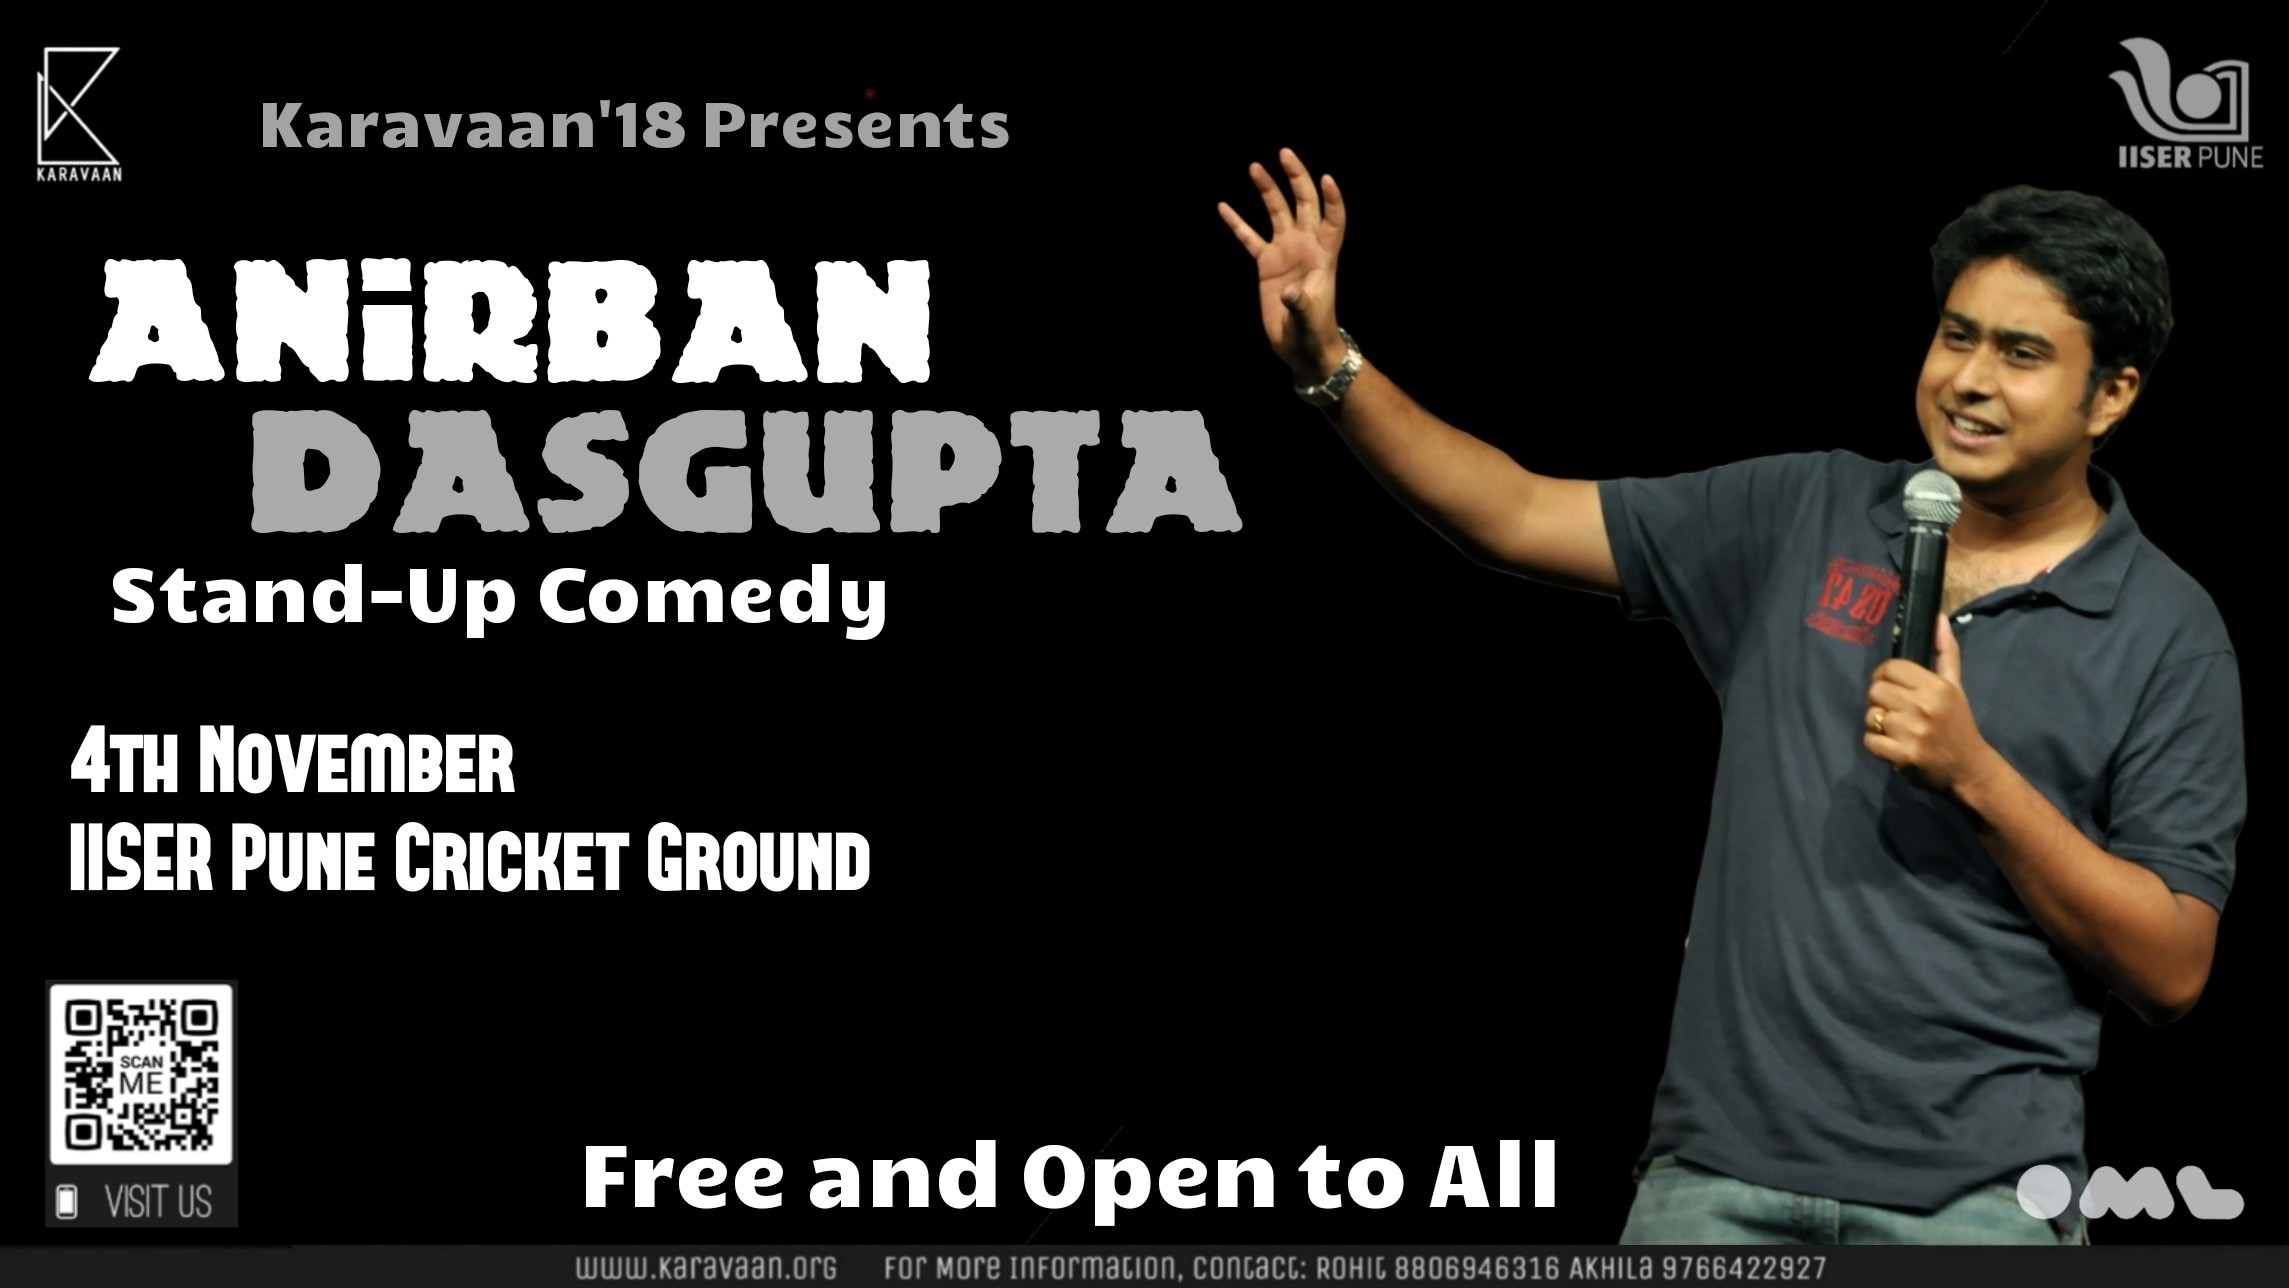 KARAVAAN
Karavaan'18 Presents
IISER PUNE
ANiRBAN
DASGUPTA
Stand-Up Comedy
4th November
IISER Pune Cricket Ground
SCAN
ME
VISIT US
Free and Open to All
OML
www.karavaan.org For More Information, Contact: Rohit 8806946316 Akhila 9766422927